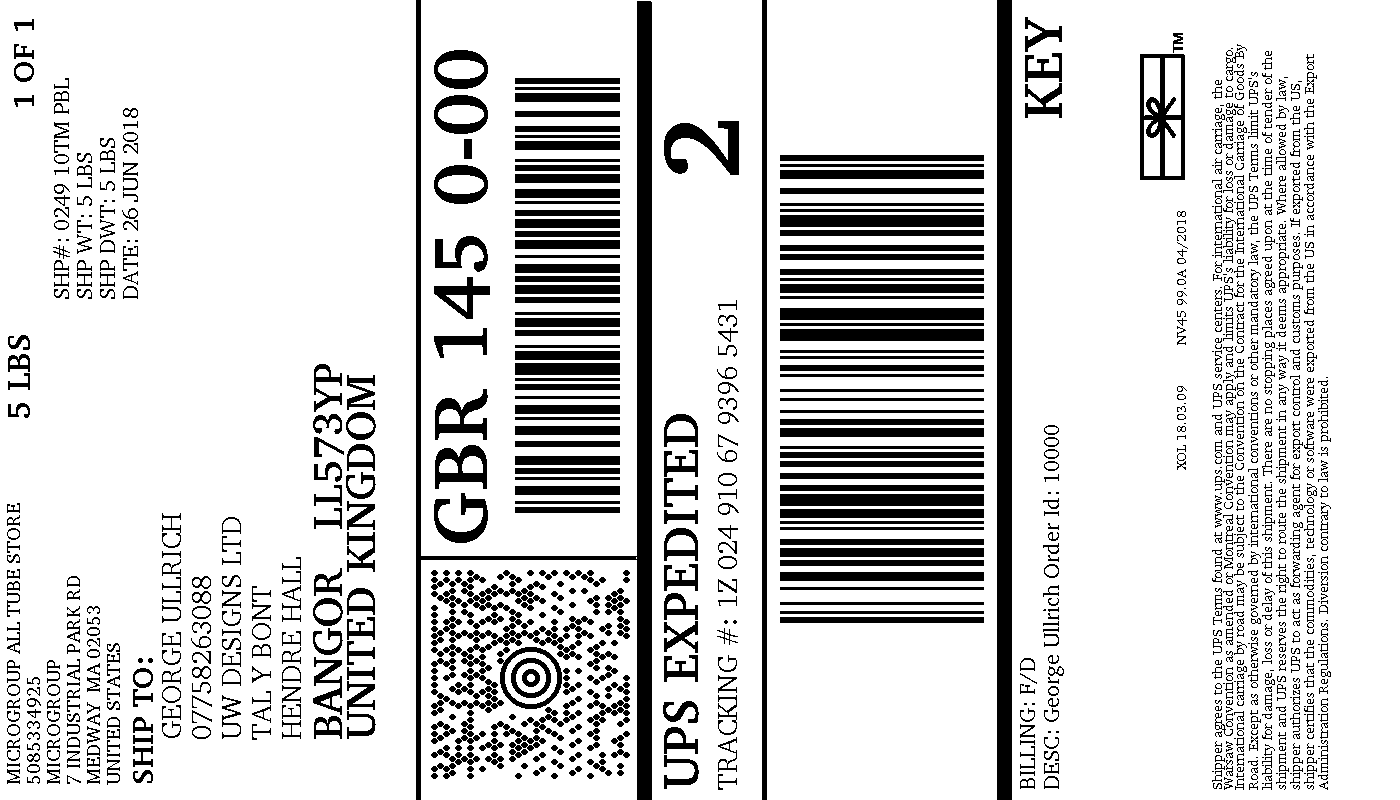 MICROGROUP ALL TUBE STORE
5085334925
MICROGROUP
7 INDUSTRIAL PARK RD
MEDWAY MA 02053
UNITED STATES
5 LBS
1 OF 1
SHP#: 0249 10TM PBL
SHP WT: 5 LBS
SHP DWT: 5 LBS
DATE: 26 JUN 2018
SHIP TO:
GEORGE ULLRICH
07758263088
UW DESIGNS LTD
TAL Y BONT
HENDRE HALL
BANGOR LL573YP
UNITED KINGDOM
GBR 145 0-00
UPS EXPEDITED
TRACKING #: 1Z 024 910 67 9396 5431
2
BILLING: F/D
DESC: George Ullrich Order Id: 10000
KEY
TM
XOL 18.03.09 NV45 99.0A 04/2018
Shipper agrees to the UPS Terms found at www.ups.com and UPS service centers. For international air carriage, the
Warsaw Convention as amended or Montreal Convention may apply and limits UPS's liability for loss or damage to cargo.
International carriage by road may be subject to the Convention on the Contract for the International Carriage of Goods By
Road. Except as otherwise governed by international conventions or other mandatory law, the UPS Terms limit UPS's
liability for damage, loss or delay of this shipment. There are no stopping places agreed upon at the time of tender of the
shipment and UPS reserves the right to route the shipment in any way it deems appropriate. Where allowed by law,
shipper authorizes UPS to act as forwarding agent for export control and customs purposes. If exported from the US,
shipper certifies that the commodities, technology or software were exported from the US in accordance with the Export
Administration Regulations. Diversion contrary to law is prohibited.